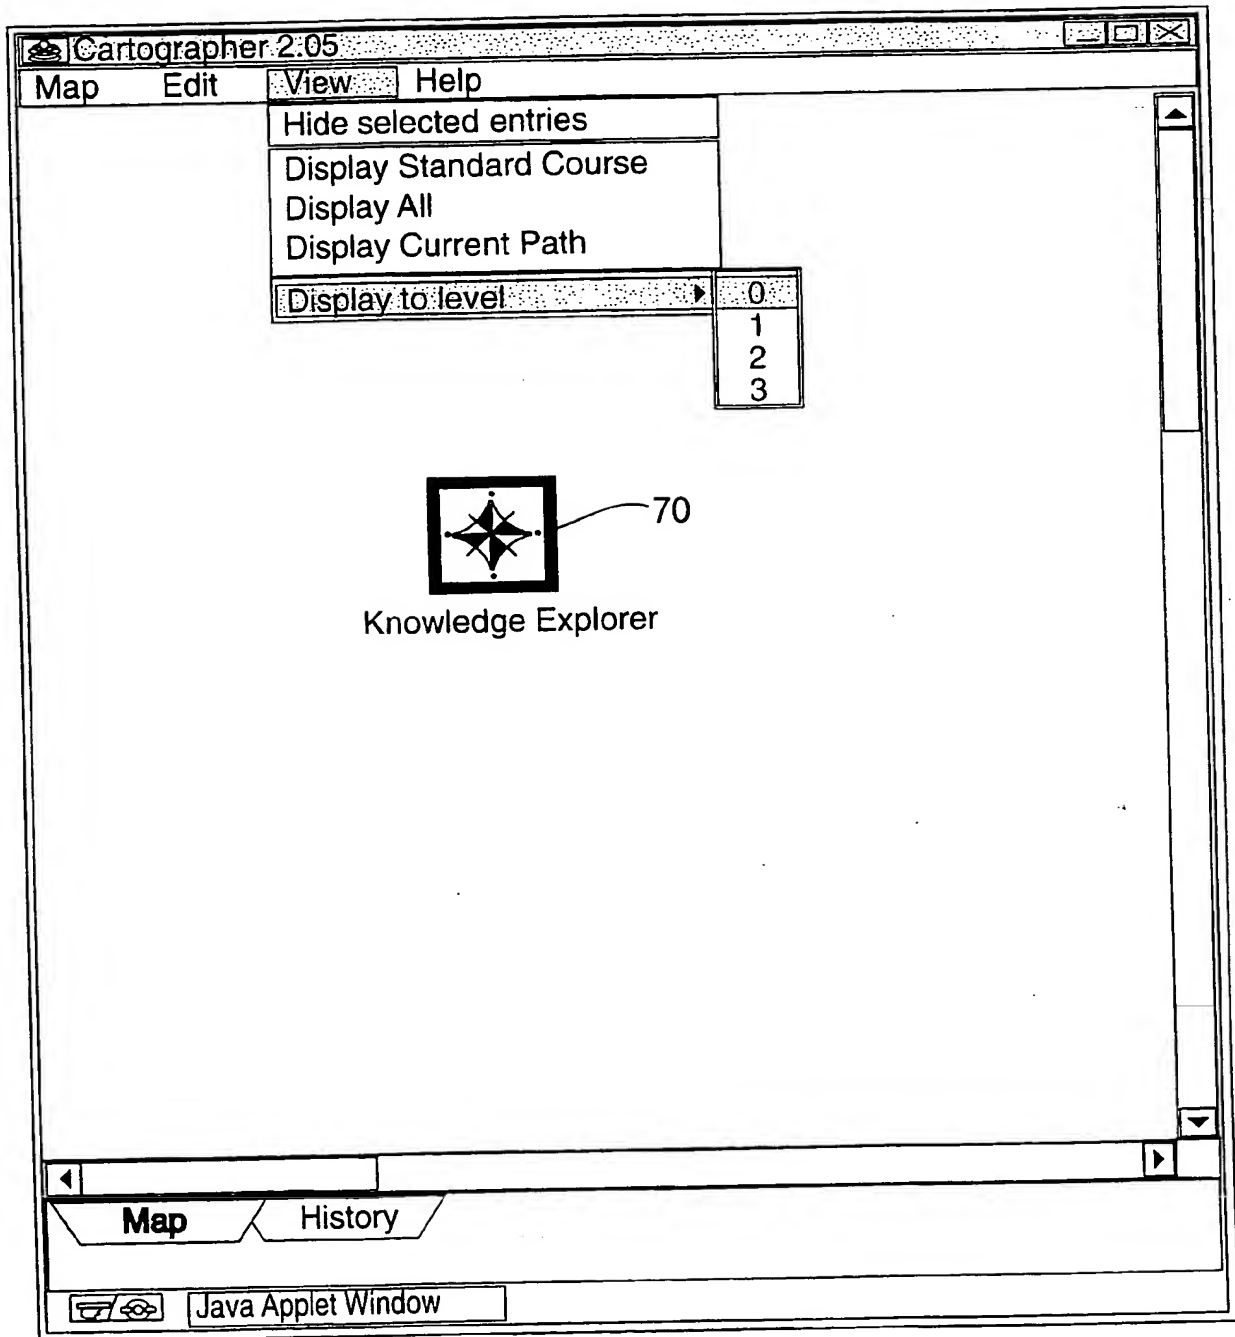 Cartographer 2.05
Map Edit View Help
Hide selected entries
Display Standard Course
Display All
Display Current Path
Display to level 0
1
2
3
70
Knowledge Explorer
Map History
Java Applet Window